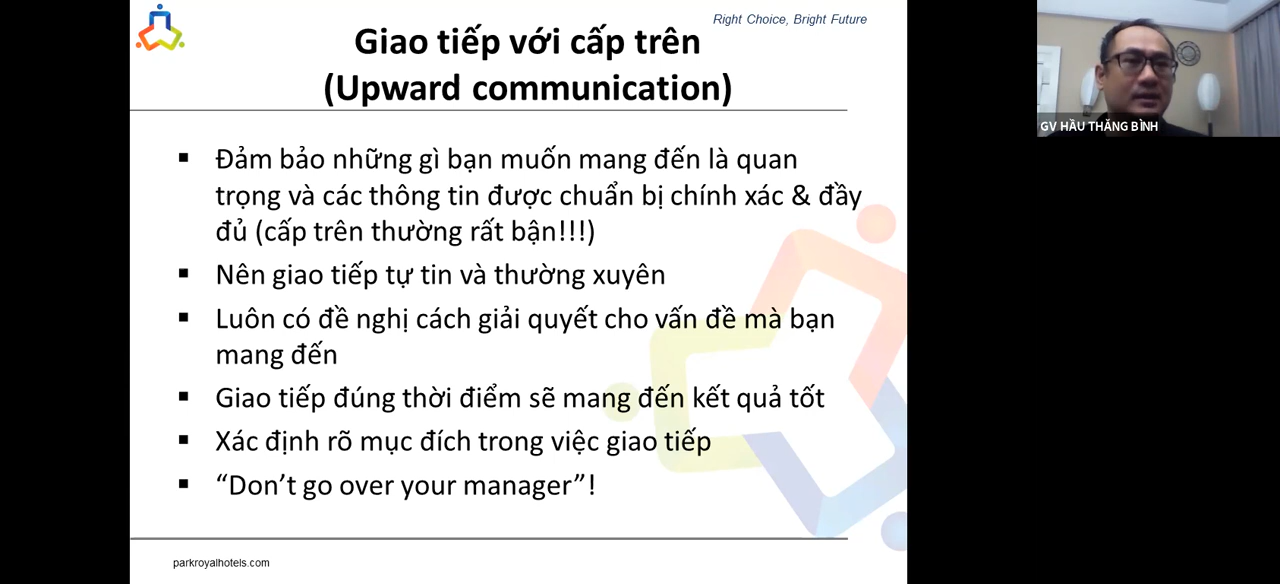 Right Choice, Bright Future
Giao tiếp với cấp trên
(Upward communication)
▪ Đảm bảo những gì bạn muốn mang đến là quan
trọng và các thông tin được chuẩn bị chính xác & đầy
đủ (cấp trên thường rất bận!!!)
▪ Nên giao tiếp tự tin và thường xuyên
▪ Luôn có đề nghị cách giải quyết cho vấn đề mà bạn
mang đến
▪ Giao tiếp đúng thời điểm sẽ mang đến kết quả tốt
▪ Xác định rõ mục đích trong việc giao tiếp
▪ “Don’t go over your manager”!
parkroyalhotels.com
GV HẦU THĂNG BÌNH